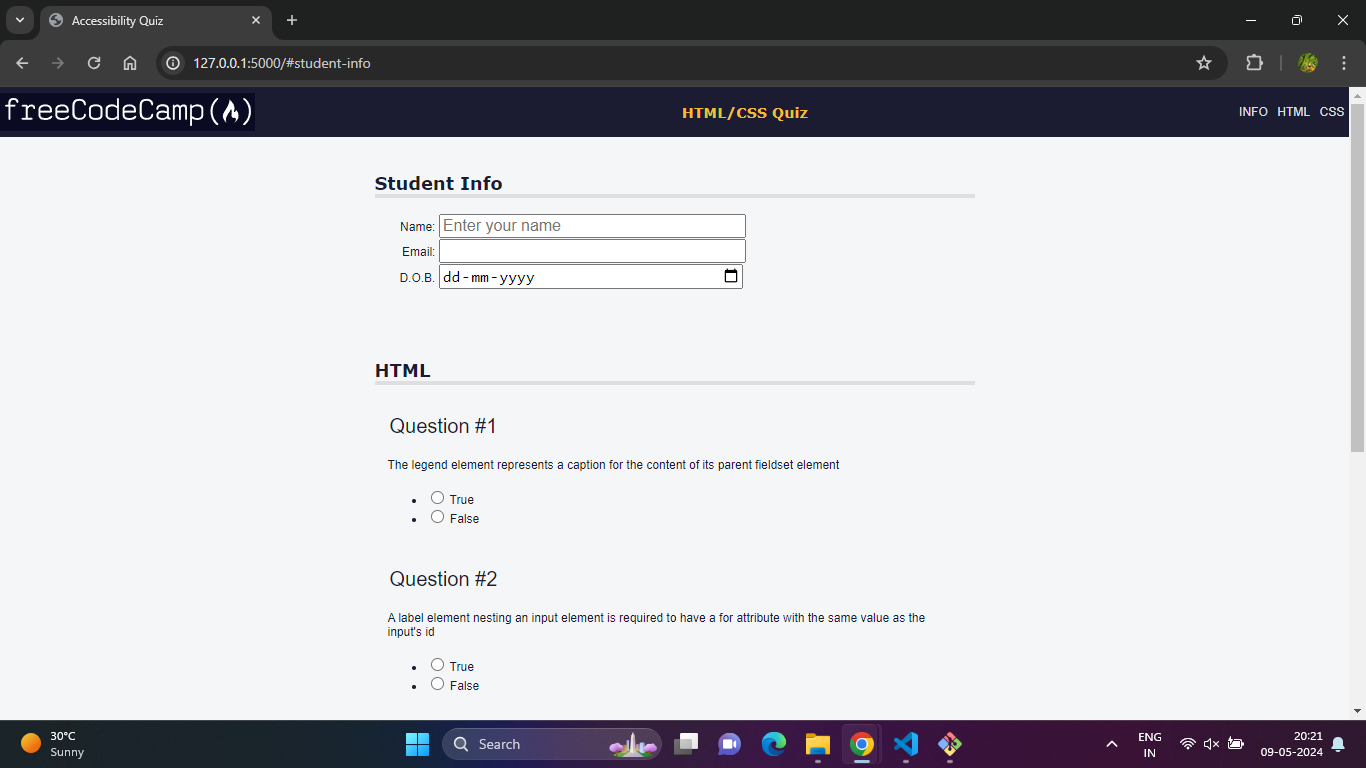 Accessibility Quiz
127.0.0.1:5000/#student-info
freeCodeCamp
HTML/CSS Quiz
INFO HTML CSS
Student Info
Name: Enter your name
Email:
D.O.B. dd-mm-yyyy
HTML
Question #1
The legend element represents a caption for the content of its parent fieldset element
True
False
Question #2
A label element nesting an input element is required to have a for attribute with the same value as the
input's id
True
False
30°C
Sunny
Search
ENG
IN
20:21
09-05-2024